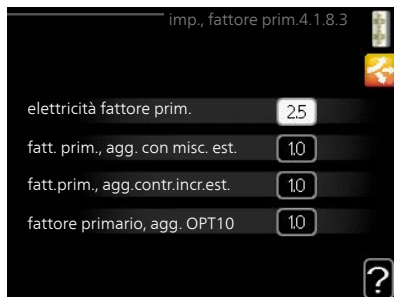 imp., fattore prim.4.1.8.3
elettricità fattore prim. 2.5
fatt. prim., agg. con misc. est. 1.0
fatt.prim., agg.contr.incr.est. 1.0
fattore primario, agg. OPT10 1.0
?